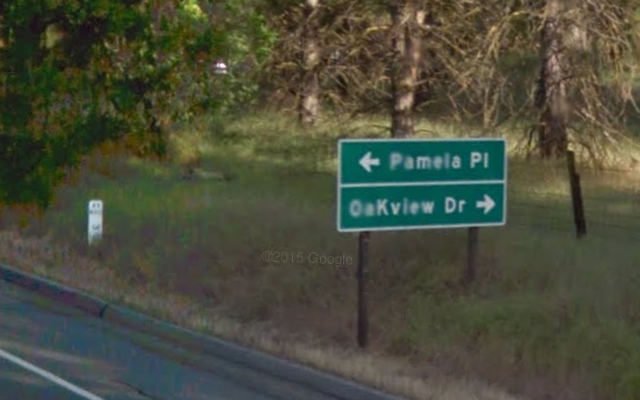 ← Pamela Pl
OaKview Dr →
©2015 Google